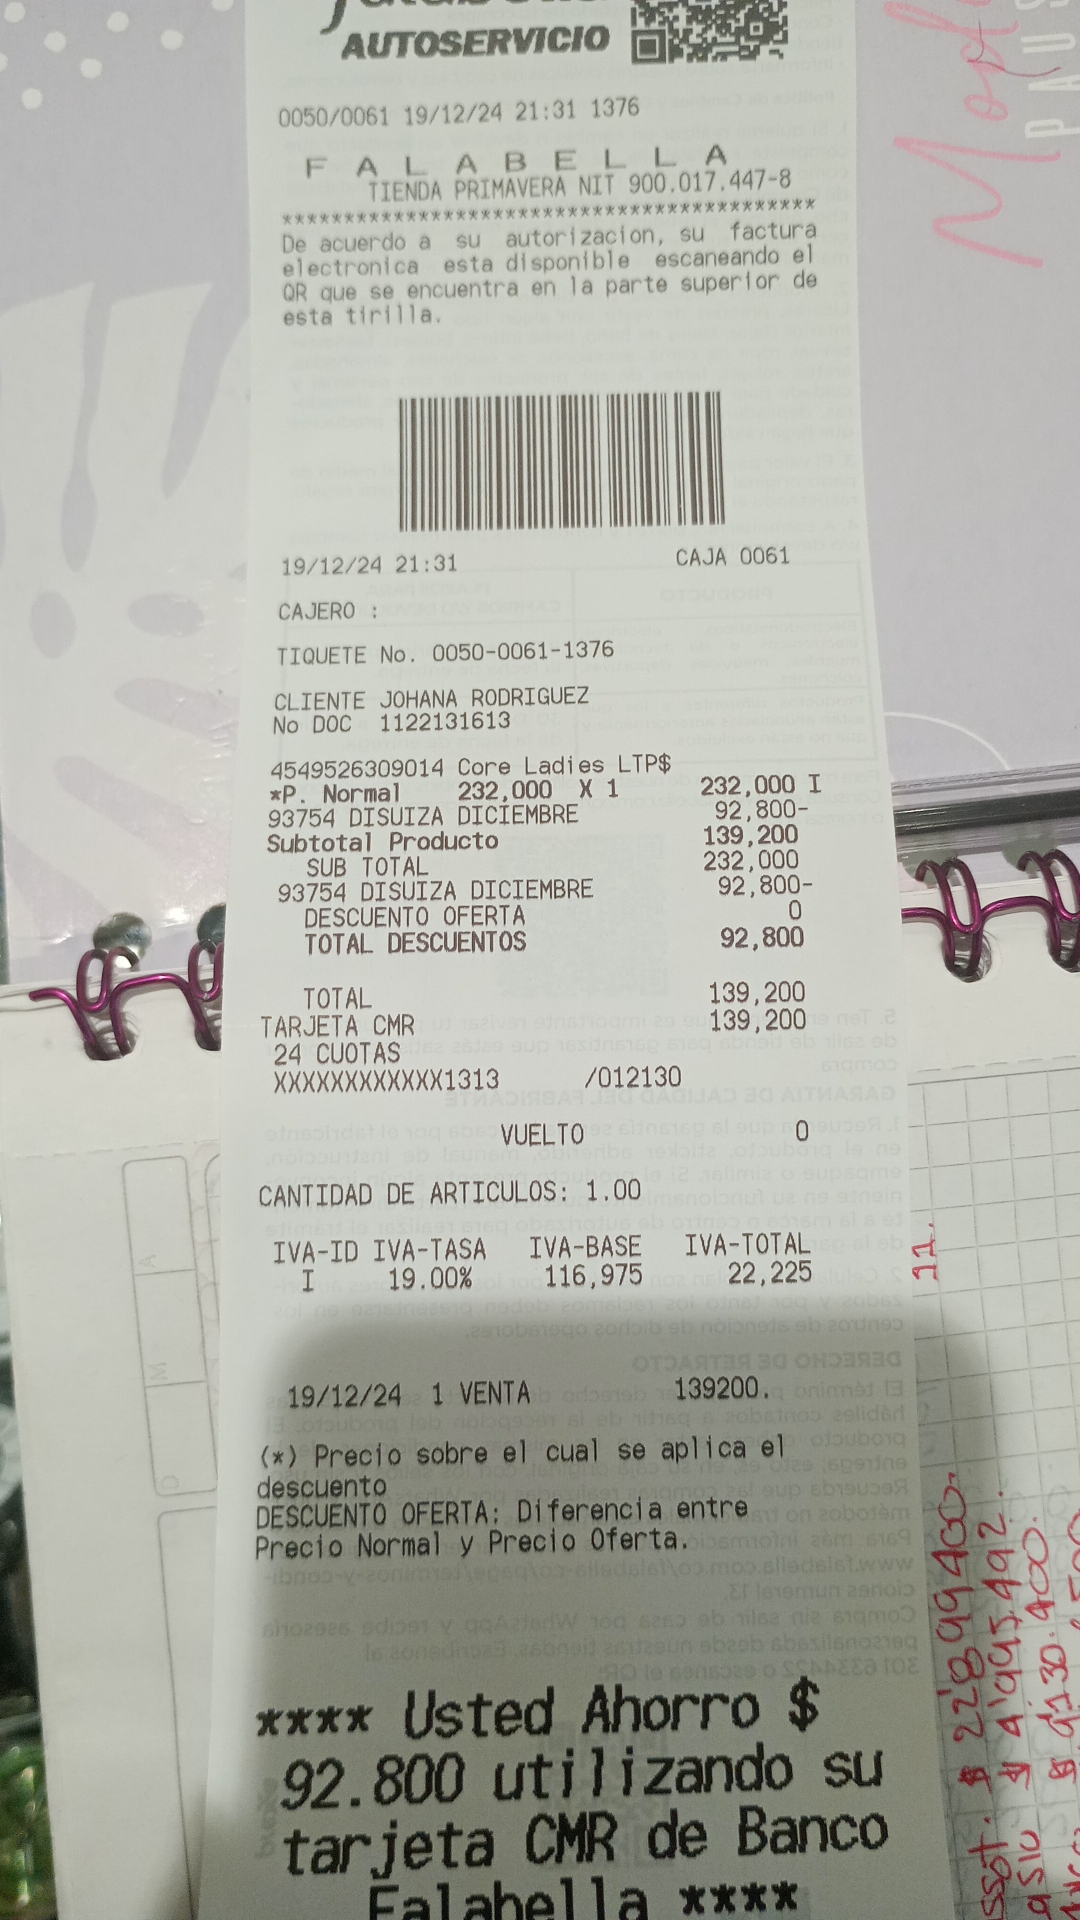 AUTOSERVICIO
0050/0061 19/12/24 21:31 1376
F A L A B E L L A
TIENDA PRIMAVERA NIT 900.017.447-8
******************************************
De acuerdo a su autorizacion, su factura
electronica esta disponible escaneando el
QR que se encuentra en la parte superior de
esta tirilla.
19/12/24 21:31 CAJA 0061
CAJERO :
TIQUETE No. 0050-0061-1376
CLIENTE JOHANA RODRIGUEZ
No DOC 1122131613
4549526309014 Core Ladies LTP$
*P. Normal 232,000 X 1 232,000 I
93754 DISUIZA DICIEMBRE 92,800-
Subtotal Producto 139,200
SUB TOTAL 232,000
93754 DISUIZA DICIEMBRE 92,800-
DESCUENTO OFERTA 0
TOTAL DESCUENTOS 92,800
TOTAL 139,200
TARJETA CMR 139,200
24 CUOTAS
XXXXXXXXXXXX1313 /012130
VUELTO 0
CANTIDAD DE ARTICULOS: 1.00
IVA-ID IVA-TASA IVA-BASE IVA-TOTAL
I 19.00% 116,975 22,225
19/12/24 1 VENTA 139200.
(*) Precio sobre el cual se aplica el
descuento
DESCUENTO OFERTA: Diferencia entre
Precio Normal y Precio Oferta.
**** Usted Ahorro $
92.800 utilizando su
tarjeta CMR de Banco
Falabella ****
11.
$ 22'899400-
$ 4'995.492.